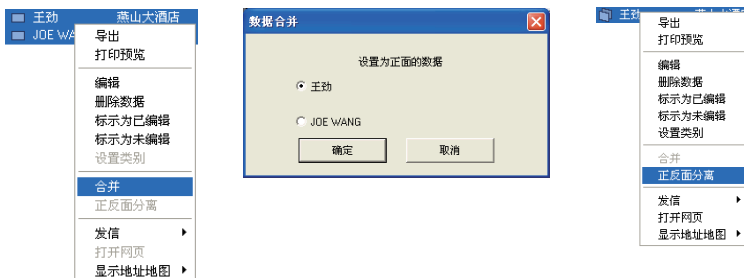 王劲 燕山大酒店
JOE WA
导出
打印预览
编辑
删除数据
标示为已编辑
标示为未编辑
设置类别
合并
正反面分离
发信
打开网页
显示地址地图
数据合并
设置为正面的数据
王劲
JOE WANG
确定
取消
王劲
导出
打印预览
编辑
删除数据
标示为已编辑
标示为未编辑
设置类别
合并
正反面分离
发信
打开网页
显示地址地图